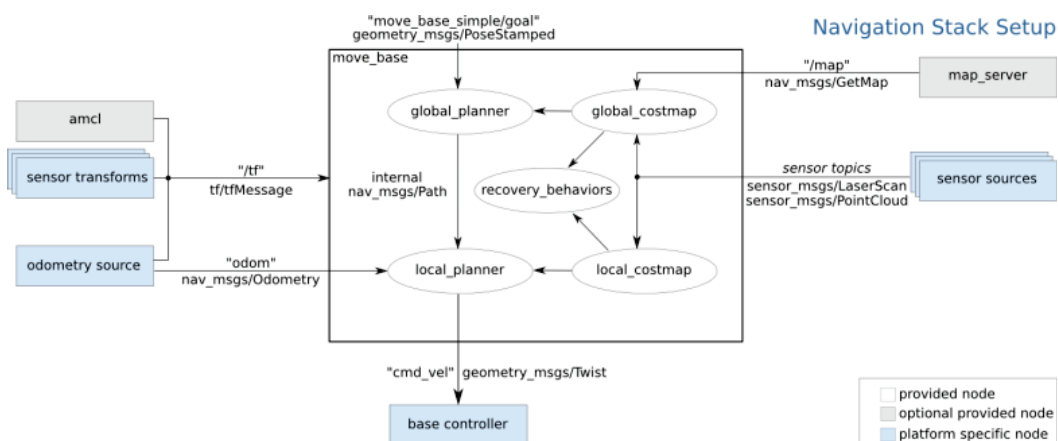 Navigation Stack Setup
"move_base_simple/goal"
geometry_msgs/PoseStamped
move_base
"/map"
nav_msgs/GetMap
map_server
amcl
global_planner
global_costmap
sensor transforms
"/tf"
tf/tfMessage
internal
nav_msgs/Path
recovery_behaviors
sensor topics
sensor_msgs/LaserScan
sensor_msgs/PointCloud
sensor sources
odometry source
"odom"
nav_msgs/Odometry
local_planner
local_costmap
"cmd_vel"
geometry_msgs/Twist
base controller
provided node
optional provided node
platform specific node